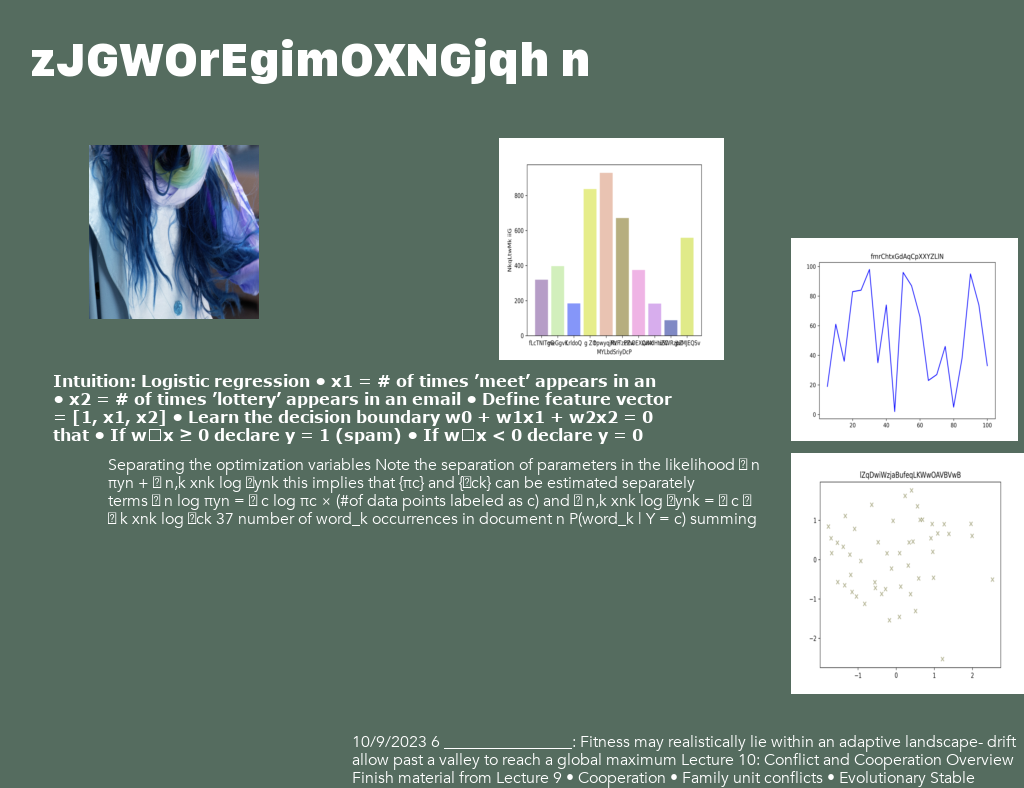 zJGWOrEgimOXNGjqh n
800
600
400
200
0
MYLbdSriyDcP
fmrChtxGdAqCpXXYZLlN
100
80
60
40
20
0
20 40 60 80 100
Intuition: Logistic regression ● x1 = # of times ’meet’ appears in an
● x2 = # of times ’lottery’ appears in an email ● Define feature vector
= [1, x1, x2] ● Learn the decision boundary w0 + w1x1 + w2x2 = 0
that ● If w□x ≥ 0 declare y = 1 (spam) ● If w□x < 0 declare y = 0
Separating the optimization variables Note the separation of parameters in the likelihood □ n
πyn + □ n,k xnk log □ynk this implies that {πc} and {□ck} can be estimated separately
terms □ n log πyn = □ c log πc × (#of data points labeled as c) and □ n,k xnk log □ynk = □ c □
□ k xnk log □ck 37 number of word_k occurrences in document n P(word_k | Y = c) summing
lZqDwiWzjaBufeqLKWwOAVBVwB
1
0
−1
−2
−1 0 1 2
10/9/2023 6 ________________: Fitness may realistically lie within an adaptive landscape- drift
allow past a valley to reach a global maximum Lecture 10: Conflict and Cooperation Overview
Finish material from Lecture 9 ● Cooperation ● Family unit conflicts ● Evolutionary Stable